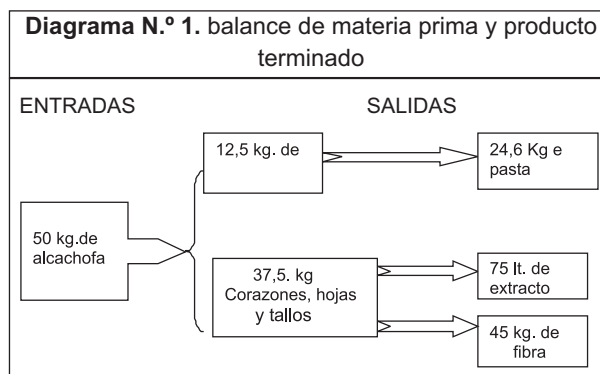 Diagrama N.º 1. balance de materia prima y producto
terminado
ENTRADAS
SALIDAS
12,5 kg. de
24,6 Kg e
pasta
50 kg.de
alcachofa
37,5. kg
Corazones, hojas
y tallos
75 lt. de
extracto
45 kg. de
fibra